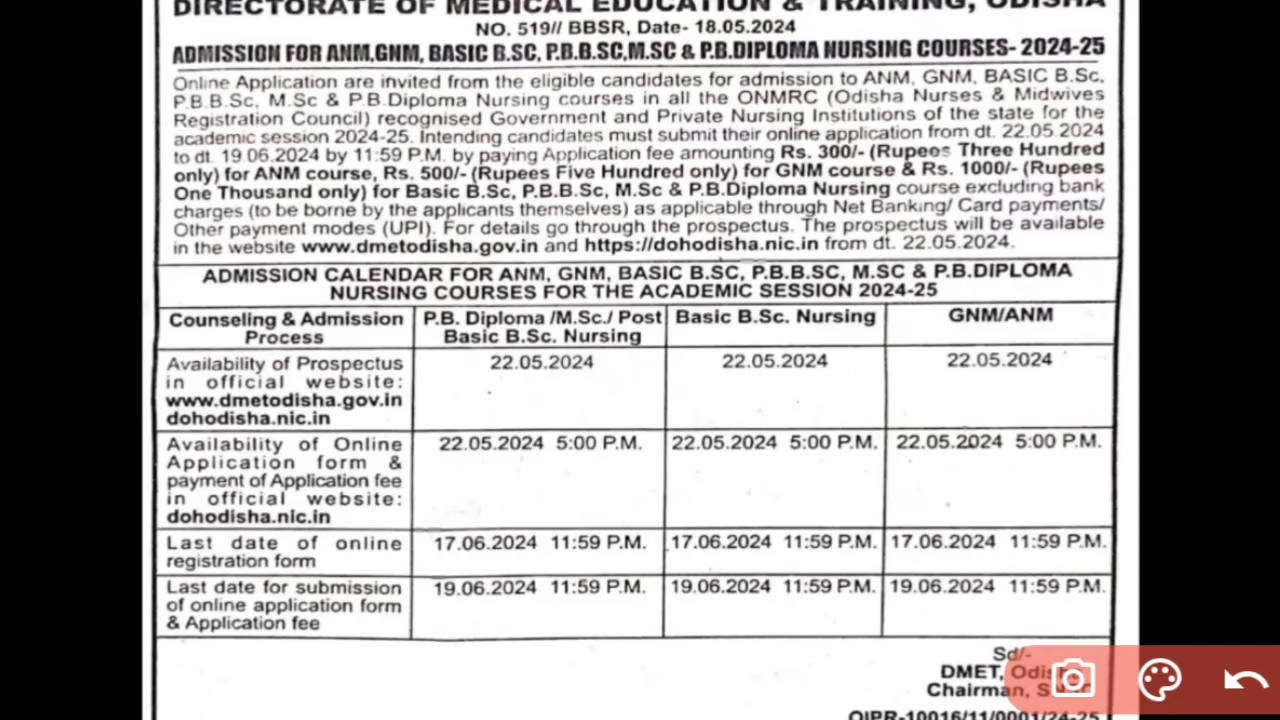 DIRECTORATE OF MEDICAL EDUCATION & TRAINING, ODISHA
NO. 519// BBSR, Date- 18.05.2024
ADMISSION FOR ANM,GNM, BASIC B.SC, P.B.B.SC,M.SC & P.B.DIPLOMA NURSING COURSES- 2024-25
Online Application are invited from the eligible candidates for admission to ANM, GNM, BASIC B.Sc,
P.B.B.Sc, M.Sc & P.B.Diploma Nursing courses in all the ONMRC (Odisha Nurses & Midwives
Registration Council) recognised Government and Private Nursing Institutions of the state for the
academic session 2024-25. Intending candidates must submit their online application from dt. 22.05.2024
to dt. 19.06.2024 by 11:59 P.M. by paying Application fee amounting Rs. 300/- (Rupees Three Hundred
only) for ANM course, Rs. 500/- (Rupees Five Hundred only) for GNM course & Rs. 1000/- (Rupees
One Thousand only) for Basic B.Sc, P.B.B.Sc, M.Sc & P.B.Diploma Nursing course excluding bank
charges (to be borne by the applicants themselves) as applicable through Net Banking/ Card payments/
Other payment modes (UPI). For details go through the prospectus. The prospectus will be available
in the website www.dmetodisha.gov.in and https://dohodisha.nic.in from dt. 22.05.2024.
ADMISSION CALENDAR FOR ANM, GNM, BASIC B.SC, P.B.B.SC, M.SC & P.B.DIPLOMA
NURSING COURSES FOR THE ACADEMIC SESSION 2024-25
Counseling & Admission
Process
P.B. Diploma /M.Sc./ Post
Basic B.Sc. Nursing
Basic B.Sc. Nursing
GNM/ANM
Availability of Prospectus
in official website:
www.dmetodisha.gov.in
dohodisha.nic.in
22.05.2024
22.05.2024
22.05.2024
Availability of Online
Application form &
payment of Application fee
in official website:
dohodisha.nic.in
22.05.2024 5:00 P.M.
22.05.2024 5:00 P.M.
22.05.2024 5:00 P.M.
Last date of online
registration form
17.06.2024 11:59 P.M.
17.06.2024 11:59 P.M.
17.06.2024 11:59 P.M.
Last date for submission
of online application form
& Application fee
19.06.2024 11:59 P.M.
19.06.2024 11:59 P.M.
19.06.2024 11:59 P.M.
Sd/-
DMET, Odisha
Chairman,
OIPR-10016/11/0001/24-25